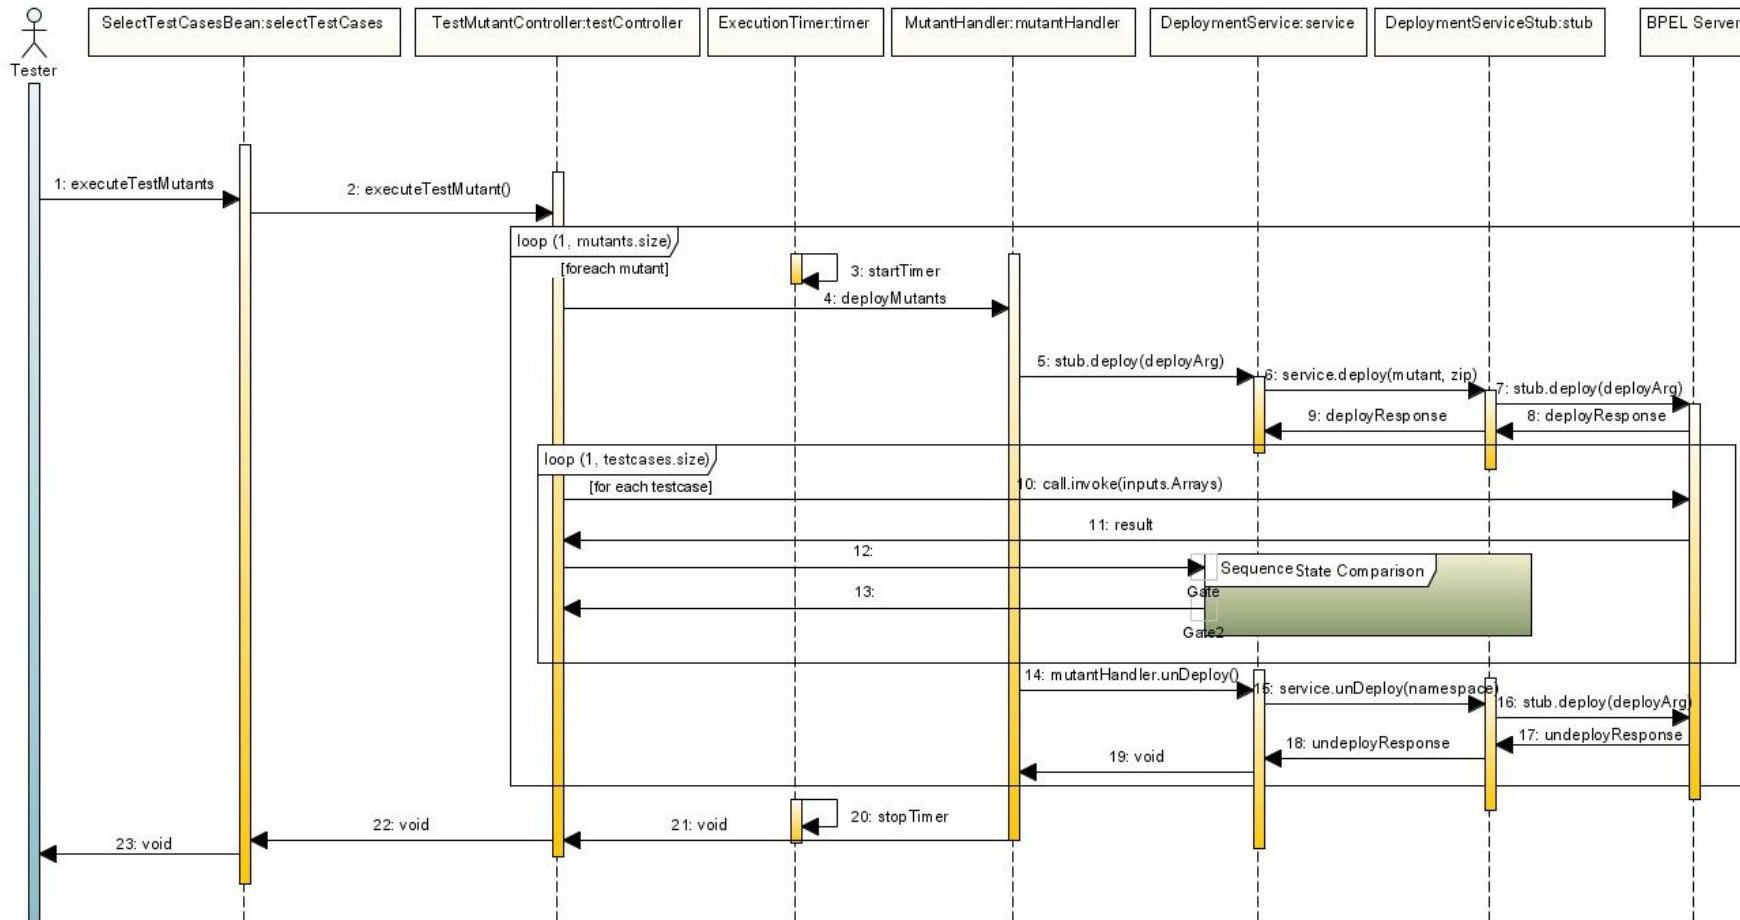 SelectTestCasesBean:selectTestCases
TestMutantController:testController
ExecutionTimer:timer
MutantHandler:mutantHandler
DeploymentService:service
DeploymentServiceStub:stub
BPEL Server
Tester
1: executeTestMutants
2: executeTestMutant()
loop (1, mutants.size)
[foreach mutant]
3: startTimer
4: deployMutants
5: stub.deploy(deployArg)
6: service.deploy(mutant, zip)
7: stub.deploy(deployArg)
9: deployResponse
8: deployResponse
loop (1, testcases.size)
[for each testcase]
10: call.invoke(inputs.Arrays)
11: result
12:
Sequence State Comparison
Gate
13:
Gate2
14: mutantHandler.unDeploy()
15: service.unDeploy(namespace)
16: stub.deploy(deployArg)
17: undeployResponse
18: undeployResponse
19: void
20: stopTimer
21: void
22: void
23: void